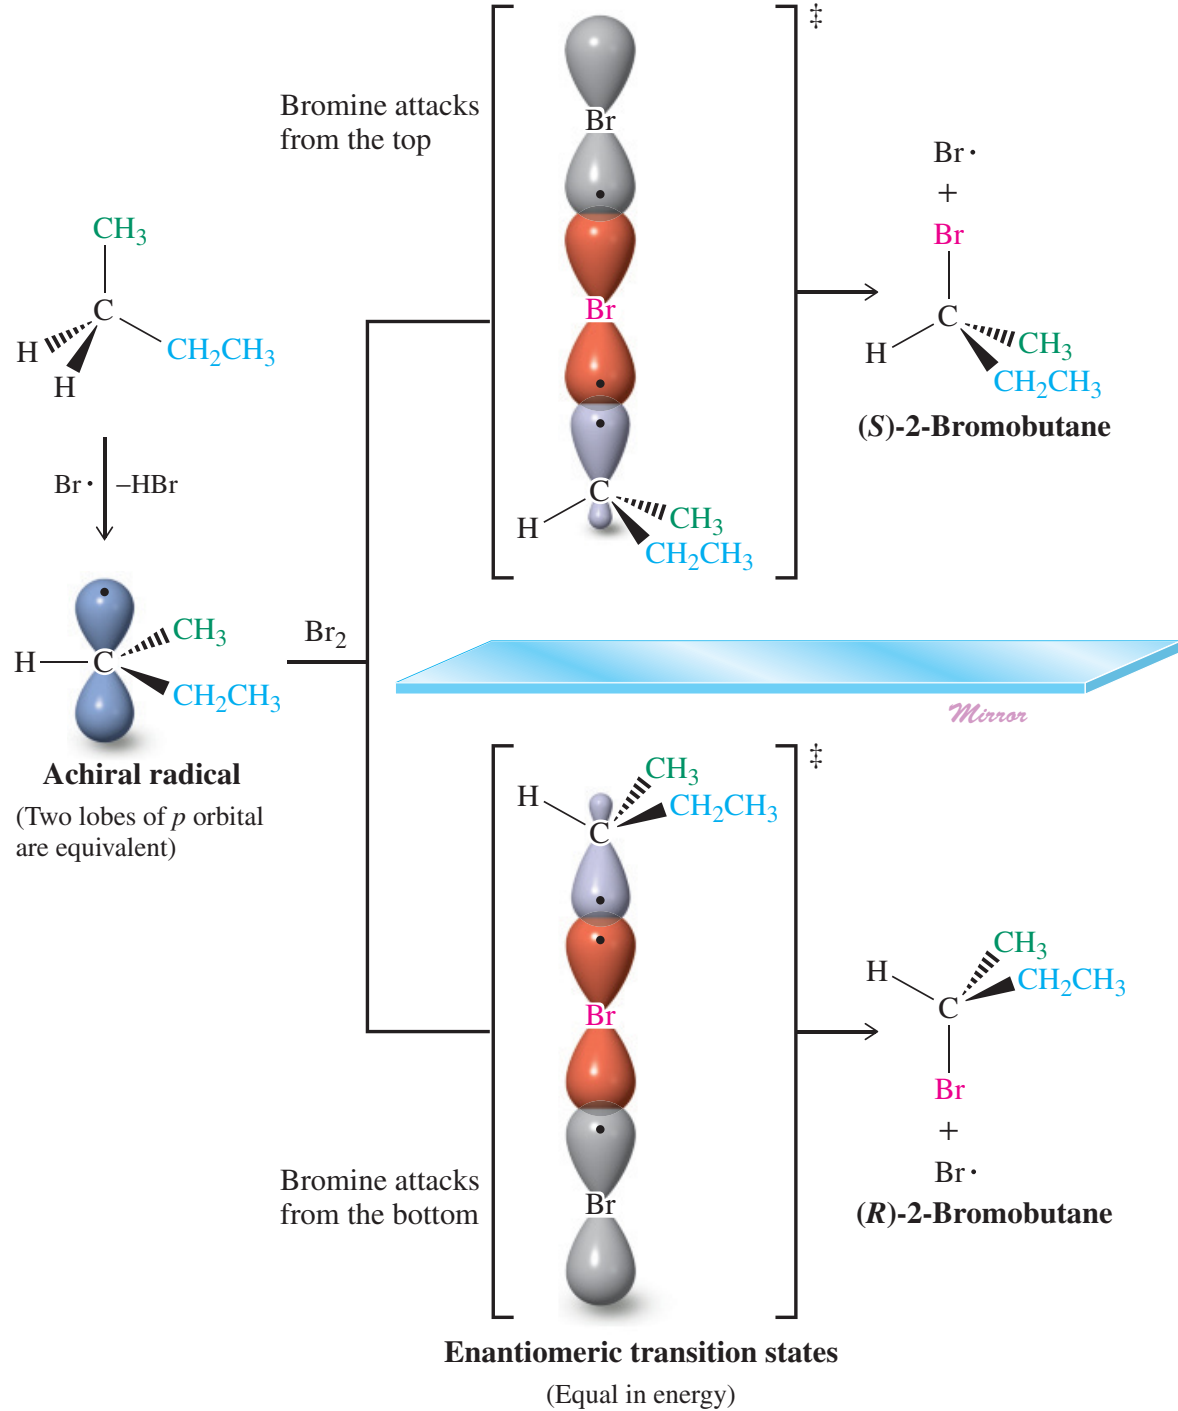 CH₃
C
H
H
CH₂CH₃
Br· –HBr
H C CH₃
CH₂CH₃
Achiral radical
(Two lobes of p orbital
are equivalent)
Br₂
Bromine attacks
from the top
‡
Br
Br
C
H
CH₃
CH₂CH₃
Br·
+
Br
C
H
CH₃
CH₂CH₃
(S)-2-Bromobutane
Mirror
‡
CH₃
H
CH₂CH₃
C
Br
Br
Bromine attacks
from the bottom
CH₃
H
CH₂CH₃
C
Br
+
Br·
(R)-2-Bromobutane
Enantiomeric transition states
(Equal in energy)